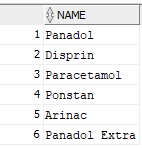 NAME
1 Panadol
2 Disprin
3 Paracetamol
4 Ponstan
5 Arinac
6 Panadol Extra